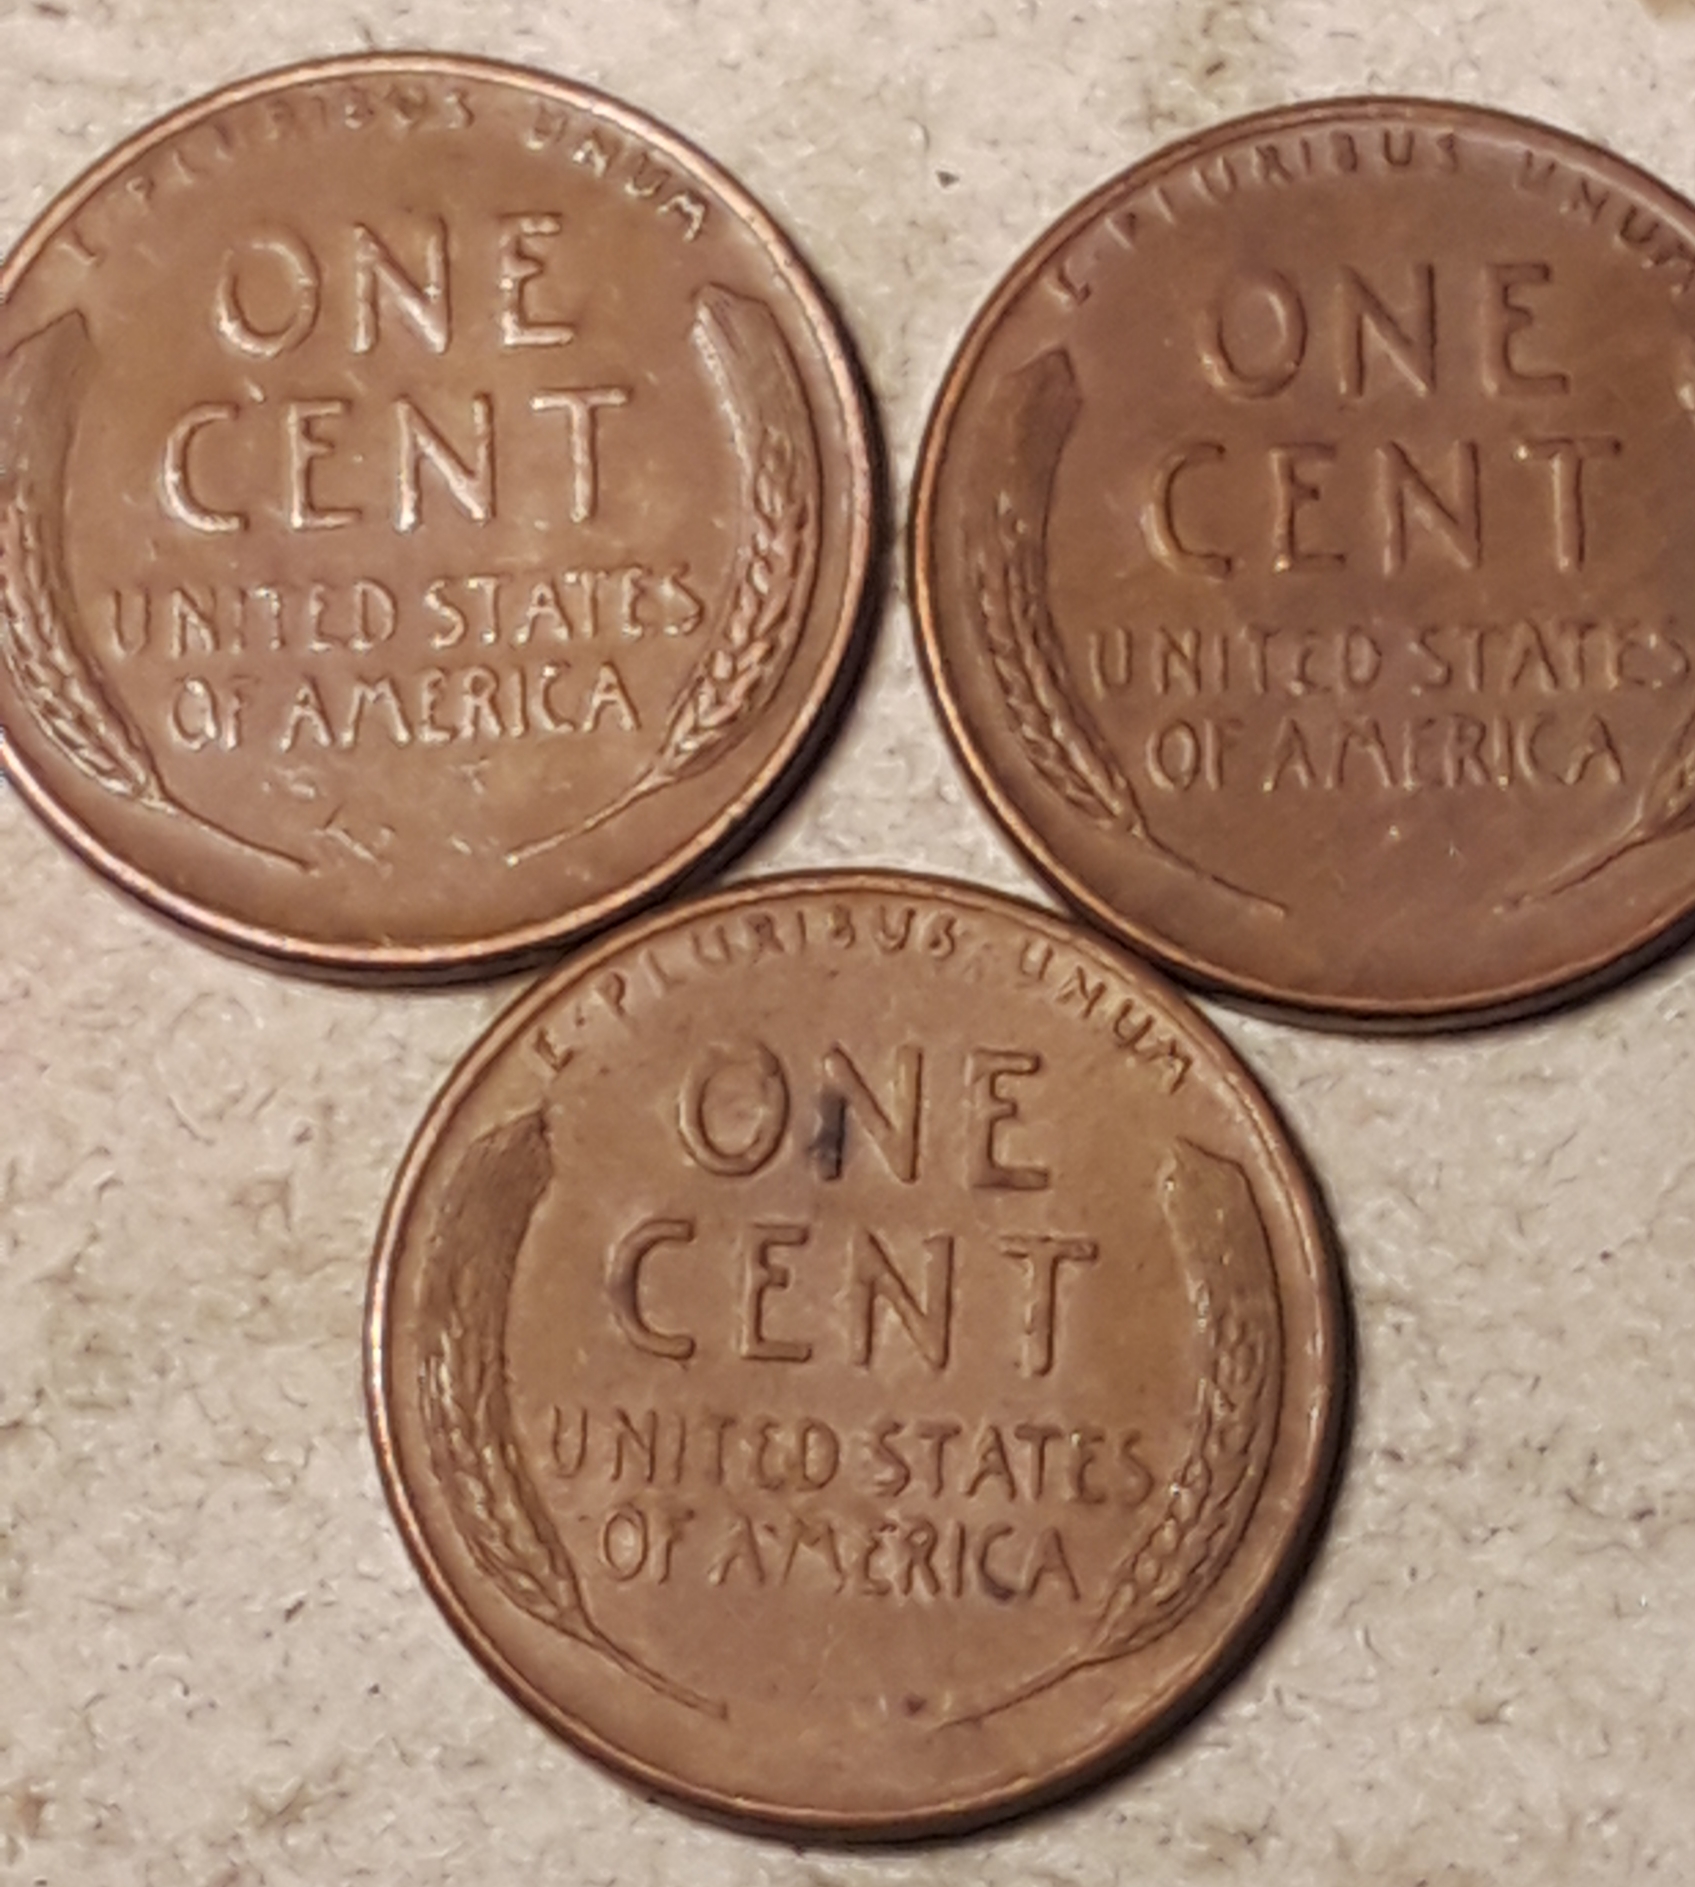 E·PLURIBUS·UNUM
ONE
CENT
UNITED STATES
OF AMERICA
E·PLURIBUS·UNUM
ONE
CENT
UNITED STATES
OF AMERICA
E·PLURIBUS·UNUM
ONE
CENT
UNITED STATES
OF AMERICA